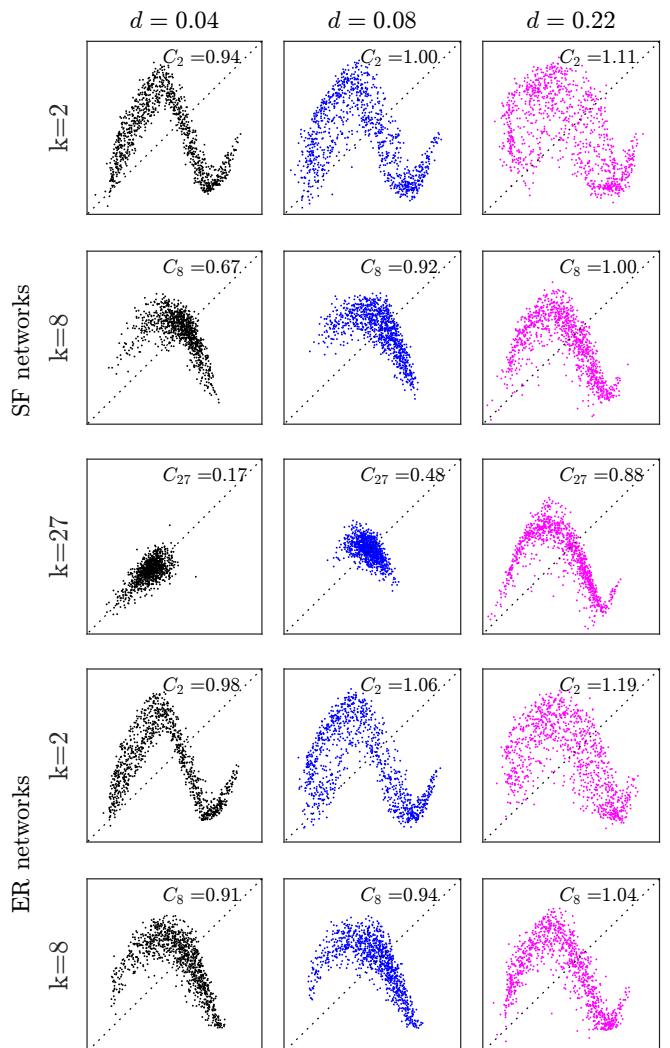 d = 0.04 d = 0.08 d = 0.22
SF networks
k=2
C₂=0.94 C₂=1.00 C₂=1.11
k=8
C₈=0.67 C₈=0.92 C₈=1.00
k=27
C₂₇=0.17 C₂₇=0.48 C₂₇=0.88
ER networks
k=2
C₂=0.98 C₂=1.06 C₂=1.19
k=8
C₈=0.91 C₈=0.94 C₈=1.04